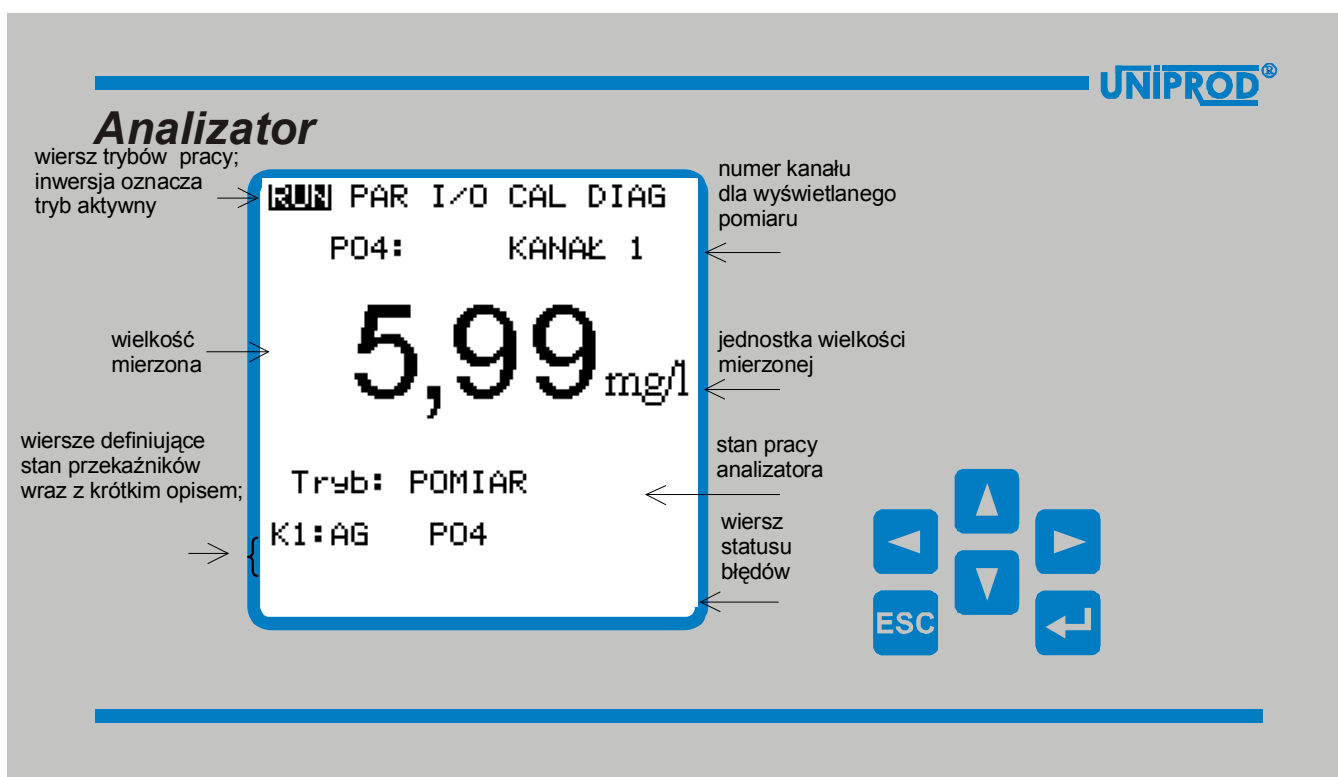 UNIPROD®
Analizator
wiersz trybów pracy;
inwersja oznacza
tryb aktywny
RUN PAR I/O CAL DIAG
numer kanału
dla wyświetlanego
pomiaru
PO4: KANAŁ 1
wielkość
mierzona
5,99 mg/l
jednostka wielkości
mierzonej
wiersze definiujące
stan przekaźników
wraz z krótkim opisem;
Tryb: POMIAR
stan pracy
analizatora
K1:AG PO4
wiersz
statusu
błędów
ESC